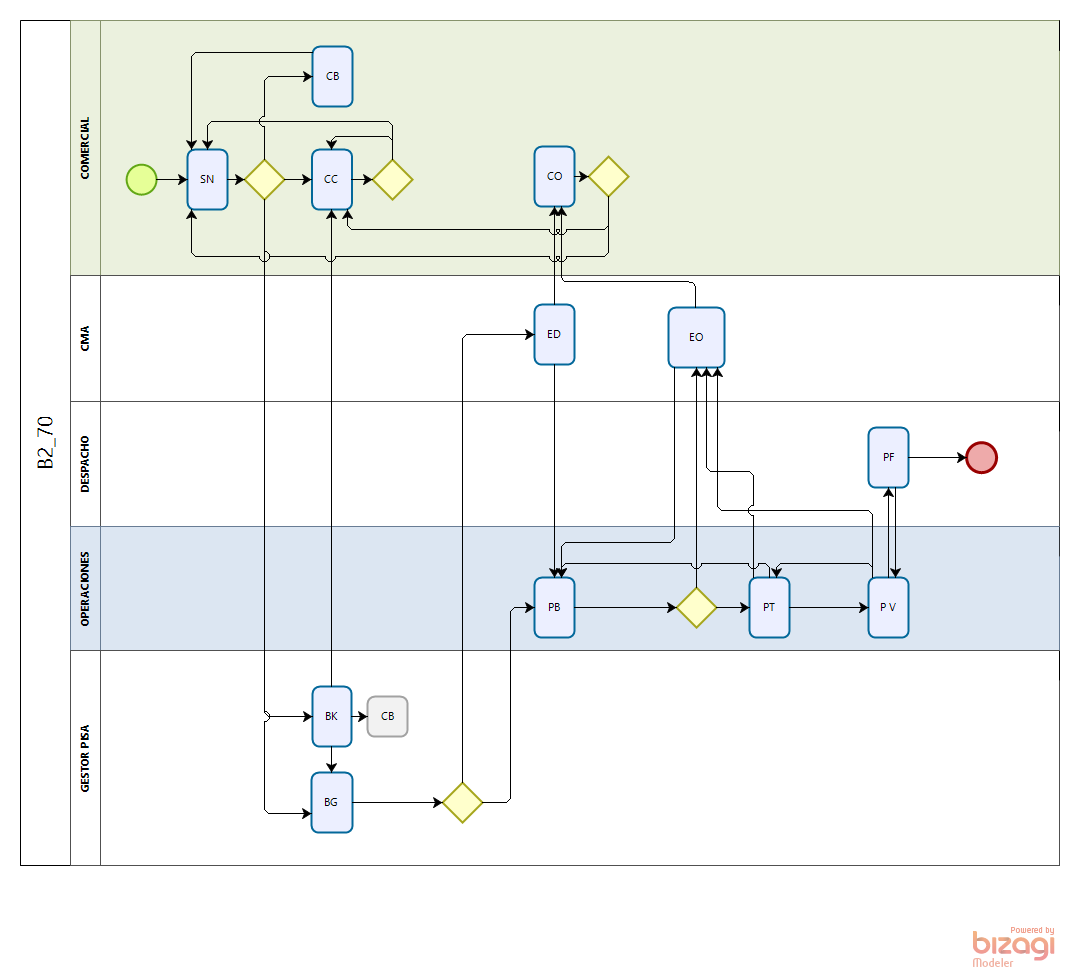 B2_70
COMERCIAL
CB
SN
CC
CO
CMA
ED
EO
DESPACHO
PF
OPERACIONES
PB
PT
P V
GESTOR PISA
BK
CB
BG
Powered by
bizagi
Modeler